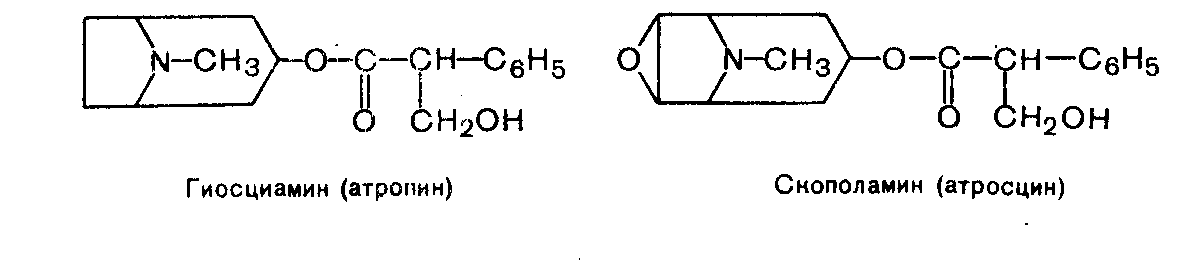 N–CH3 O–C–CH–C6H5 O N–CH3 O–C–CH–C6H5
O CH2OH O CH2OH
Гиосциамин (атропин) Скополамин (атросцин)